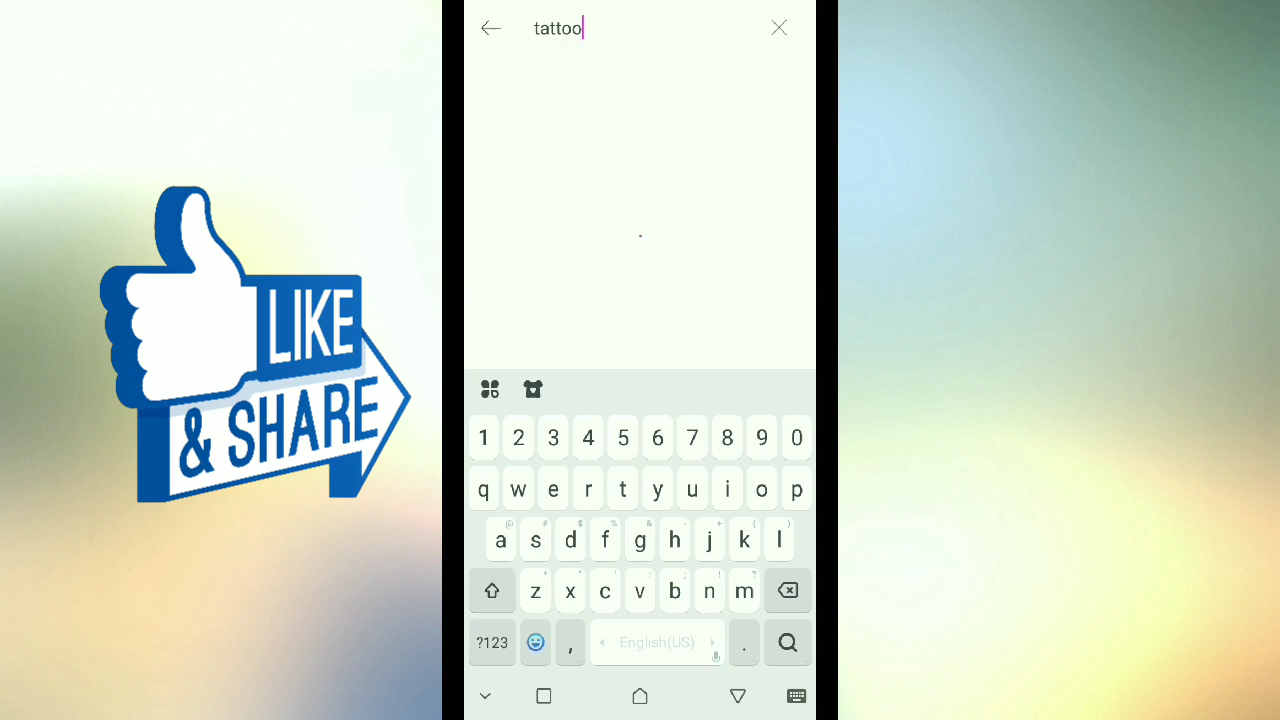 tattoo
LIKE
& SHARE
1 2 3 4 5 6 7 8 9 0
q w e r t y u i o p
@ # $ % & - + ( )
a s d f g h j k l
z x c v b n m
?123 , English(US) .